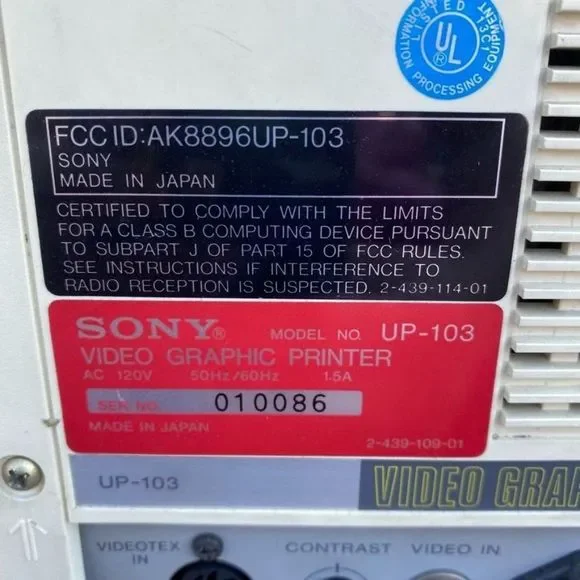 LISTED
UL
®
13C1
INFORMATION PROCESSING EQUIPMENT
FCC ID:AK8896UP-103
SONY
MADE IN JAPAN
CERTIFIED TO COMPLY WITH THE LIMITS
FOR A CLASS B COMPUTING DEVICE PURSUANT
TO SUBPART J OF PART 15 OF FCC RULES.
SEE INSTRUCTIONS IF INTERFERENCE TO
RADIO RECEPTION IS SUSPECTED. 2-439-114-01
SONY® MODEL NO. UP-103
VIDEO GRAPHIC PRINTER
AC 120V 50Hz/60Hz 1.5A
SER. NO. 010086
MADE IN JAPAN
2-439-109-01
UP-103 VIDEO GRAP
VIDEOTEX IN CONTRAST VIDEO IN